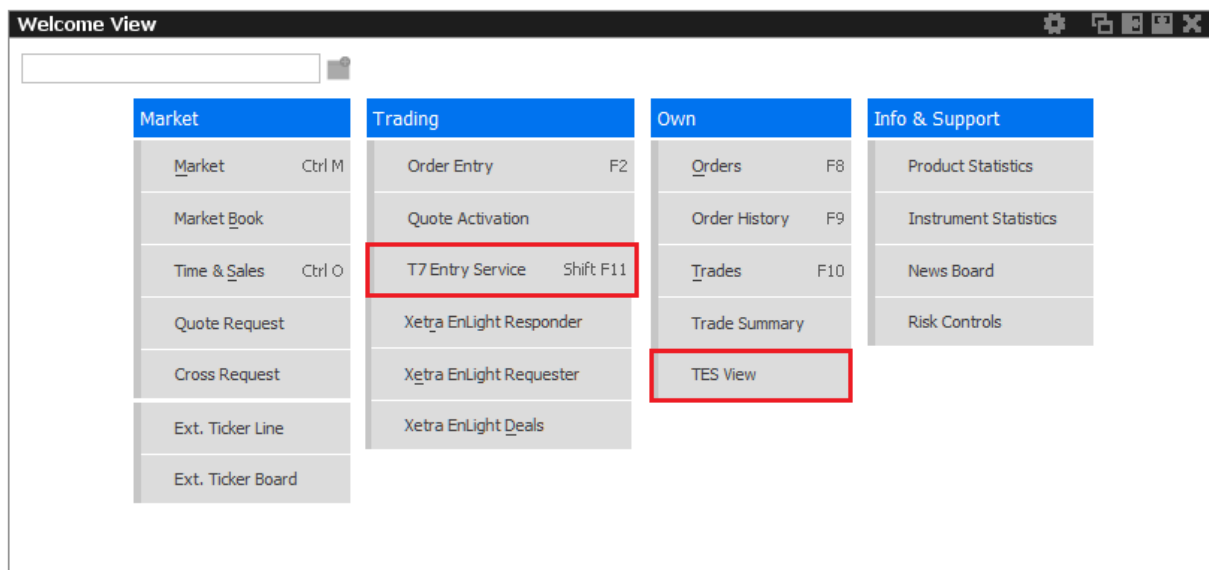 Welcome View
Market
Market Ctrl M
Market Book
Time & Sales Ctrl O
Quote Request
Cross Request
Ext. Ticker Line
Ext. Ticker Board
Trading
Order Entry F2
Quote Activation
T7 Entry Service Shift F11
Xetra EnLight Responder
Xetra EnLight Requester
Xetra EnLight Deals
Own
Orders F8
Order History F9
Trades F10
Trade Summary
TES View
Info & Support
Product Statistics
Instrument Statistics
News Board
Risk Controls